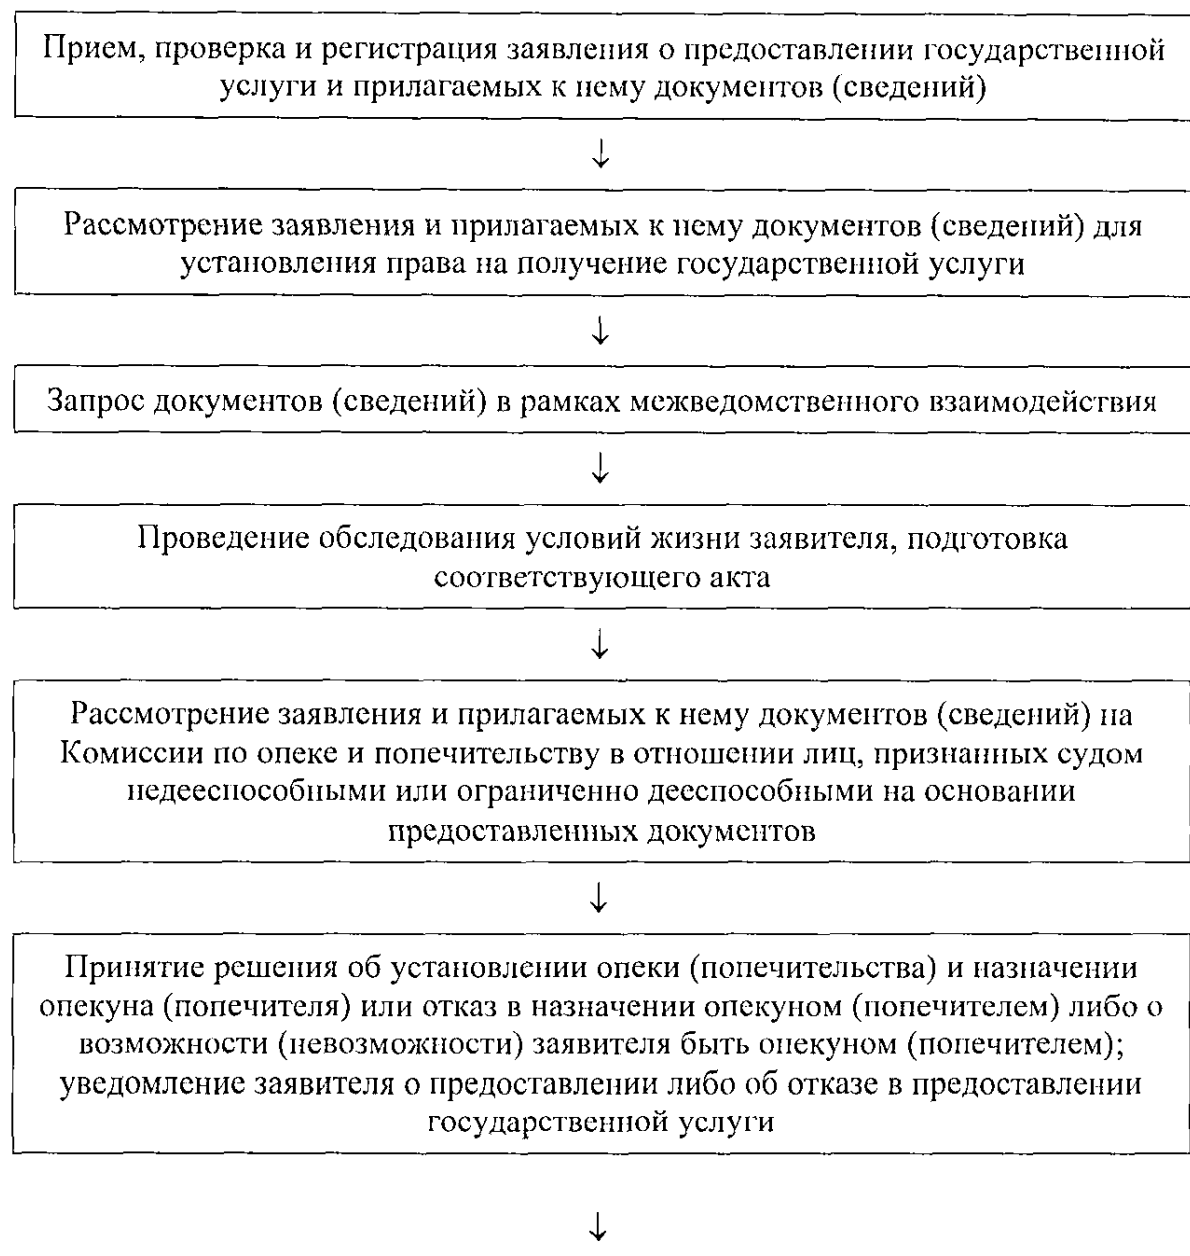 Прием, проверка и регистрация заявления о предоставлении государственной
услуги и прилагаемых к нему документов (сведений)
↓
Рассмотрение заявления и прилагаемых к нему документов (сведений) для
установления права на получение государственной услуги
↓
Запрос документов (сведений) в рамках межведомственного взаимодействия
↓
Проведение обследования условий жизни заявителя, подготовка
соответствующего акта
↓
Рассмотрение заявления и прилагаемых к нему документов (сведений) на
Комиссии по опеке и попечительству в отношении лиц, признанных судом
недееспособными или ограниченно дееспособными на основании
предоставленных документов
↓
Принятие решения об установлении опеки (попечительства) и назначении
опекуна (попечителя) или отказ в назначении опекуном (попечителем) либо о
возможности (невозможности) заявителя быть опекуном (попечителем);
уведомление заявителя о предоставлении либо об отказе в предоставлении
государственной услуги
↓